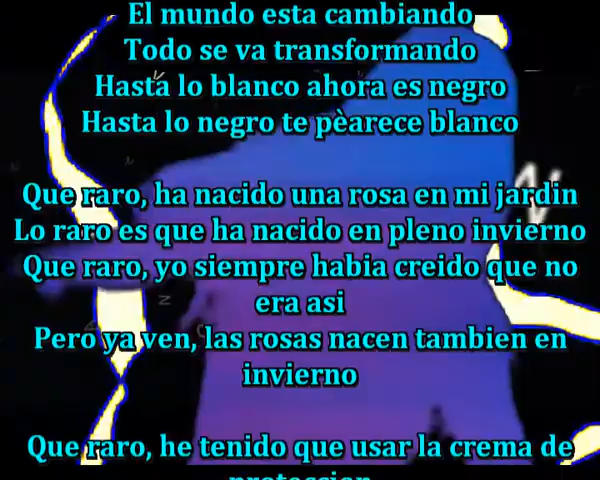 El mundo esta cambiando
Todo se va transformando
Hasta lo blanco ahora es negro
Hasta lo negro te pèarece blanco
Que raro, ha nacido una rosa en mi jardin
Lo raro es que ha nacido en pleno invierno
Que raro, yo siempre habia creido que no
era asi
Pero ya ven, las rosas nacen tambien en
invierno
Que raro, he tenido que usar la crema de
proteccion